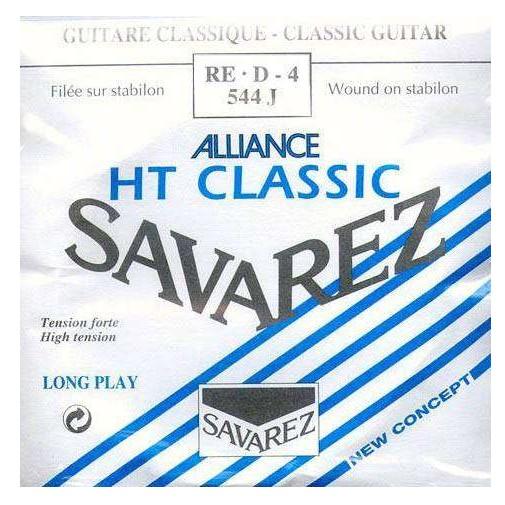 GUITARE CLASSIQUE - CLASSIC GUITAR
RE · D - 4
544 J
Filée sur stabilon
Wound on stabilon
ALLIANCE
HT CLASSIC
SAVAREZ
Tension forte
High tension
LONG PLAY
SAVAREZ
NEW CONCEPT